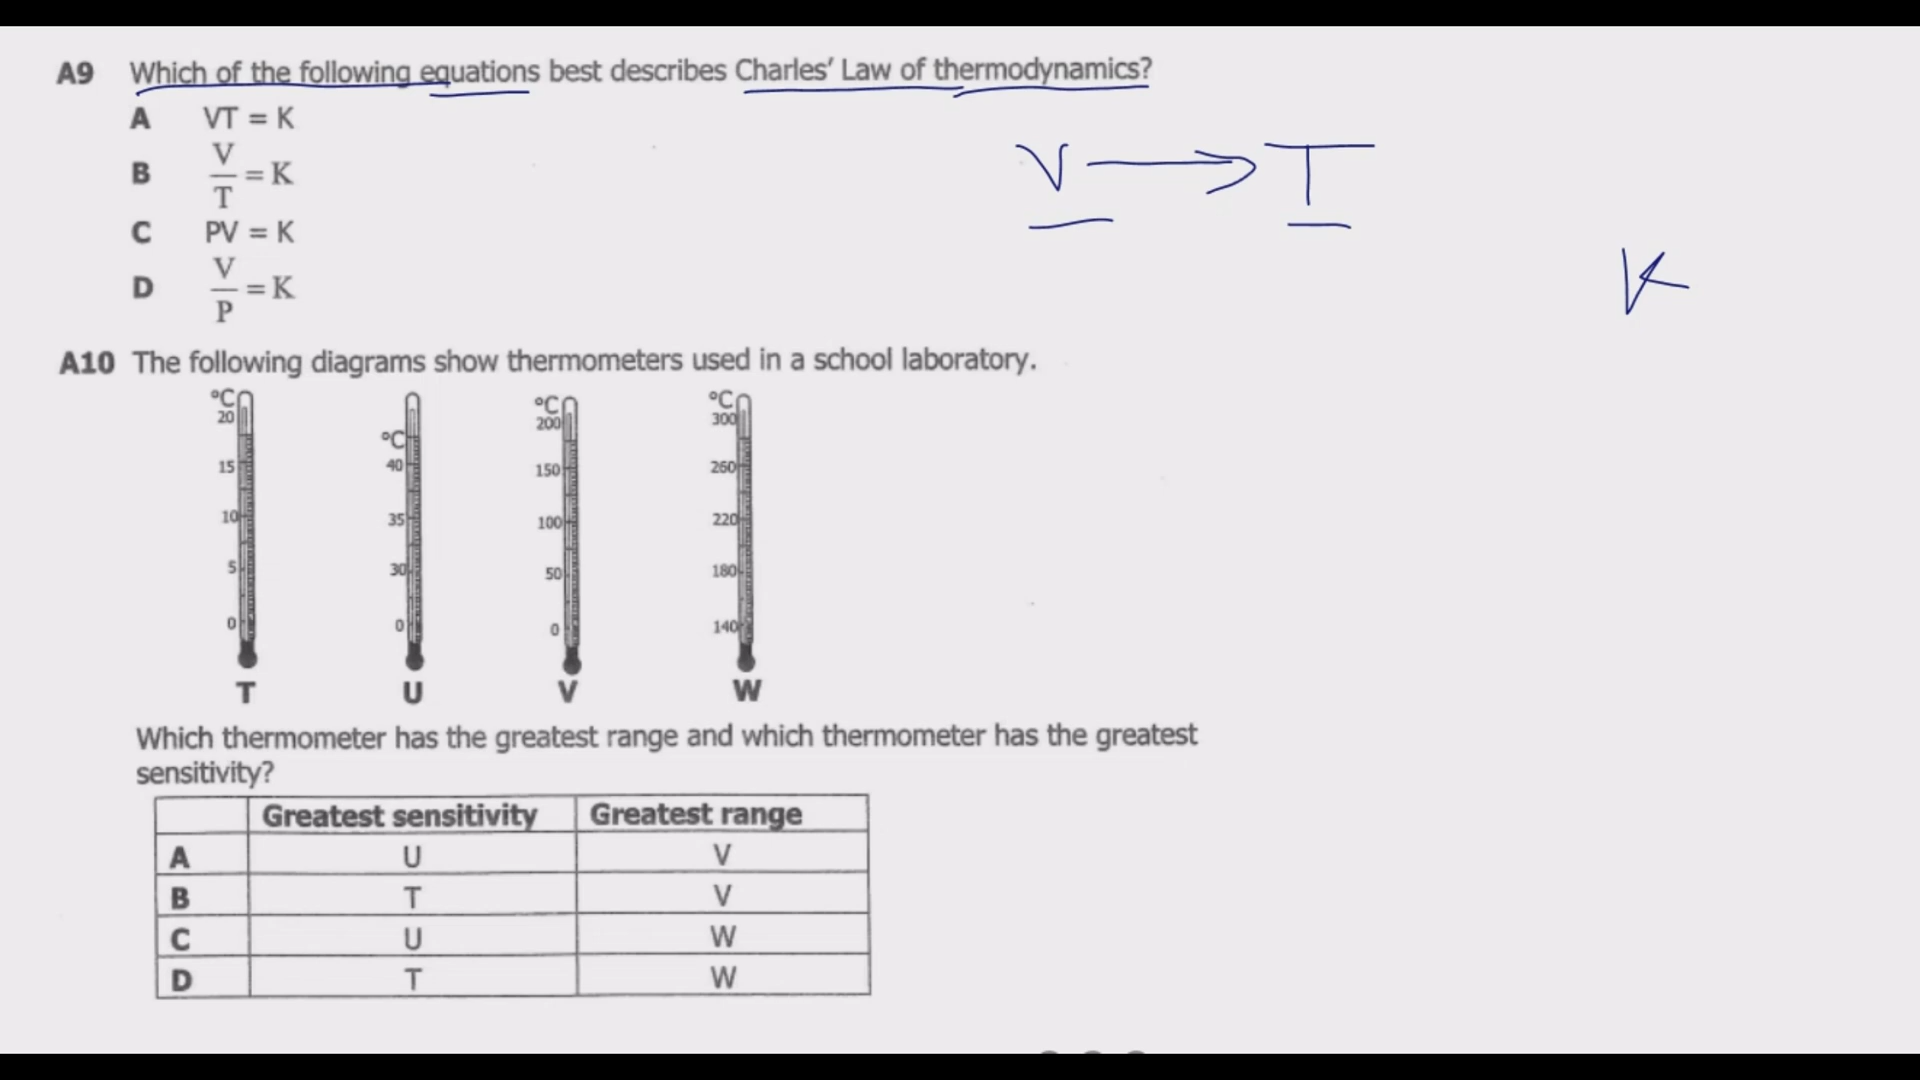 A9 Which of the following equations best describes Charles' Law of thermodynamics?
A VT = K
B V/T = K
C PV = K
D V/P = K
V → T
K
A10 The following diagrams show thermometers used in a school laboratory.
°C °C °C °C
20 40 200 300
15 35 150 260
10 30 100 220
5 0 50 180
0 0 140
T U V W
Which thermometer has the greatest range and which thermometer has the greatest
sensitivity?
Greatest sensitivity Greatest range
A U V
B T V
C U W
D T W